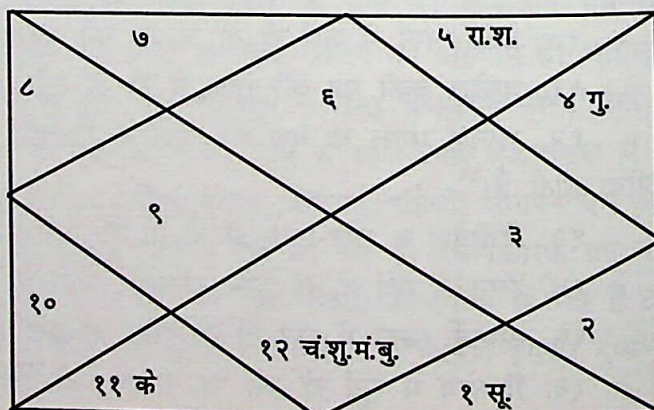 ७
५ रा.श.
८
६
४ गु.
९
३
१०
२
१२ चं.शु.मं.बु.
११ के
१ सू.